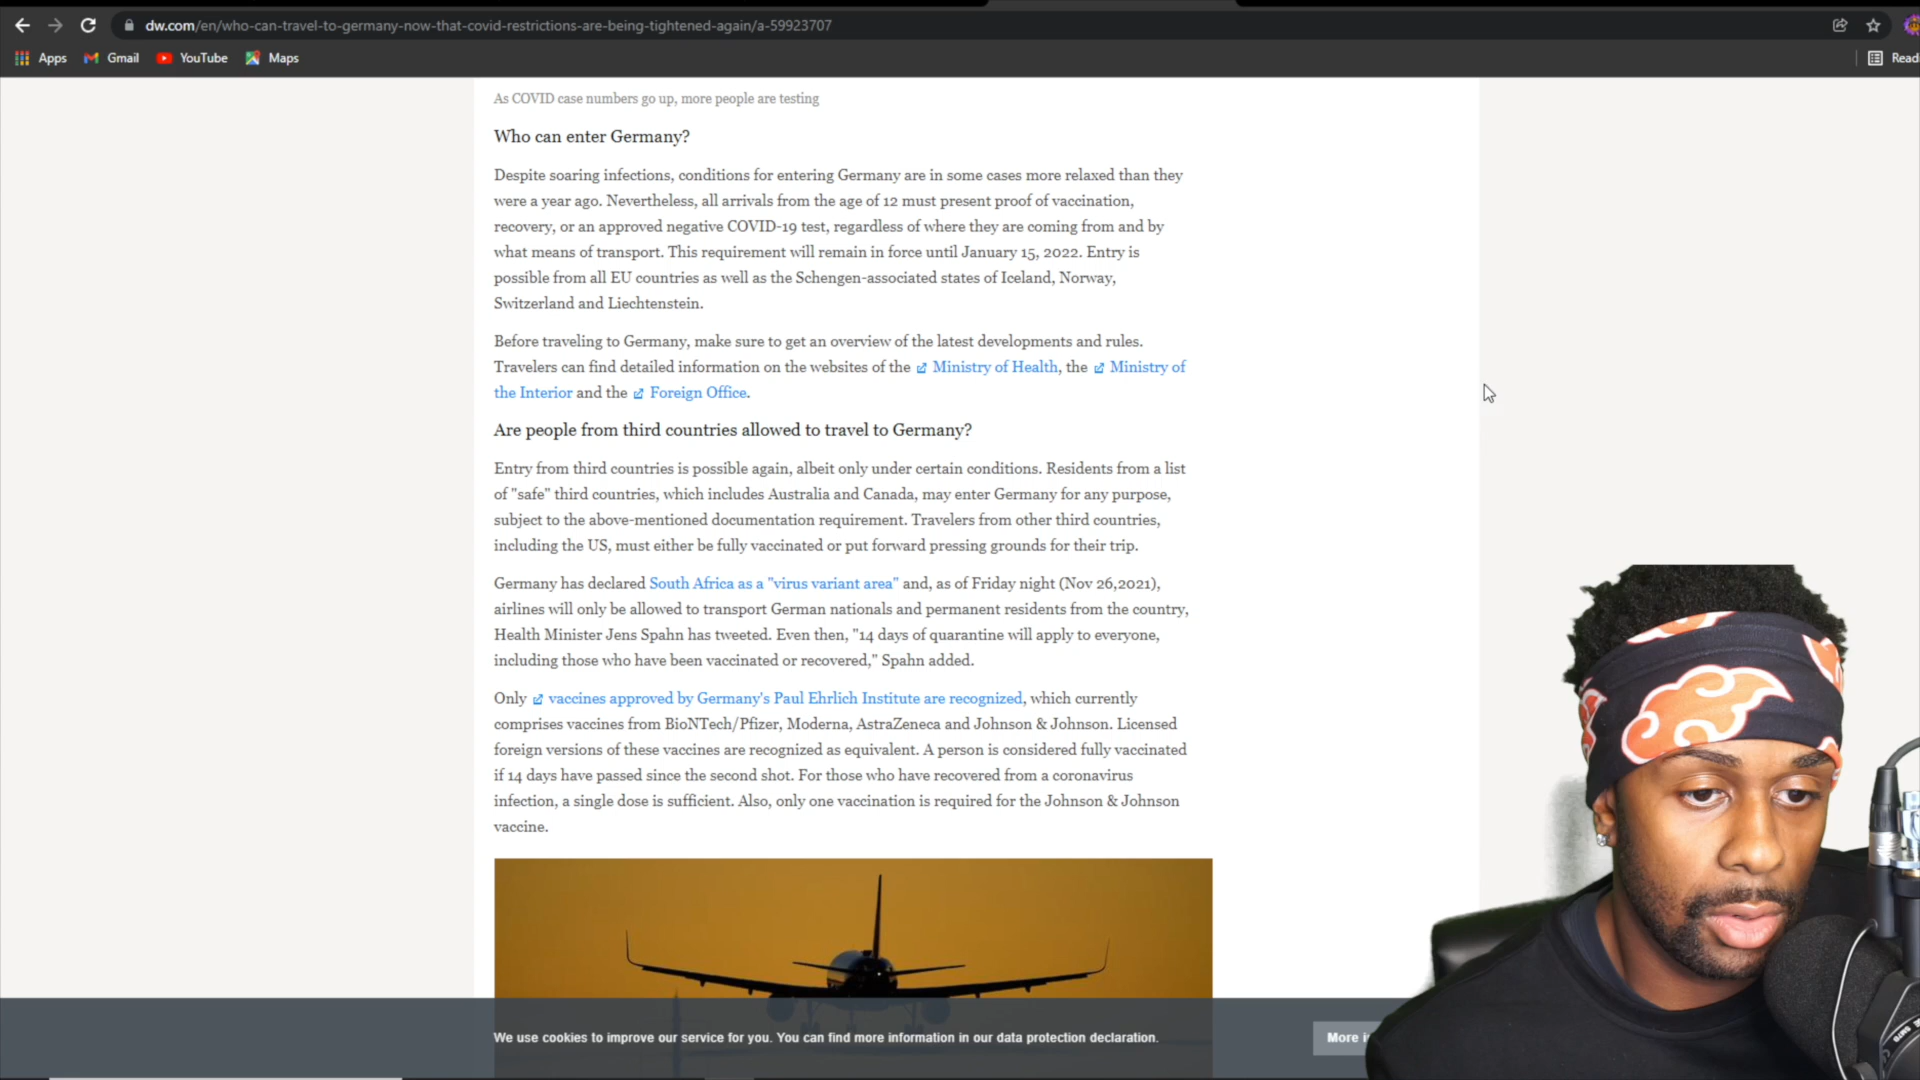 dw.com/en/who-can-travel-to-germany-now-that-covid-restrictions-are-being-tightened-again/a-59923707
Apps Gmail YouTube Maps
As COVID case numbers go up, more people are testing
Who can enter Germany?
Despite soaring infections, conditions for entering Germany are in some cases more relaxed than they
were a year ago. Nevertheless, all arrivals from the age of 12 must present proof of vaccination,
recovery, or an approved negative COVID-19 test, regardless of where they are coming from and by
what means of transport. This requirement will remain in force until January 15, 2022. Entry is
possible from all EU countries as well as the Schengen-associated states of Iceland, Norway,
Switzerland and Liechtenstein.
Before traveling to Germany, make sure to get an overview of the latest developments and rules.
Travelers can find detailed information on the websites of the Ministry of Health, the Ministry of
the Interior and the Foreign Office.
Are people from third countries allowed to travel to Germany?
Entry from third countries is possible again, albeit only under certain conditions. Residents from a list
of "safe" third countries, which includes Australia and Canada, may enter Germany for any purpose,
subject to the above-mentioned documentation requirement. Travelers from other third countries,
including the US, must either be fully vaccinated or put forward pressing grounds for their trip.
Germany has declared South Africa as a "virus variant area" and, as of Friday night (Nov 26,2021),
airlines will only be allowed to transport German nationals and permanent residents from the country,
Health Minister Jens Spahn has tweeted. Even then, "14 days of quarantine will apply to everyone,
including those who have been vaccinated or recovered," Spahn added.
Only vaccines approved by Germany's Paul Ehrlich Institute are recognized, which currently
comprises vaccines from BioNTech/Pfizer, Moderna, AstraZeneca and Johnson & Johnson. Licensed
foreign versions of these vaccines are recognized as equivalent. A person is considered fully vaccinated
if 14 days have passed since the second shot. For those who have recovered from a coronavirus
infection, a single dose is sufficient. Also, only one vaccination is required for the Johnson & Johnson
vaccine.
We use cookies to improve our service for you. You can find more information in our data protection declaration.
More